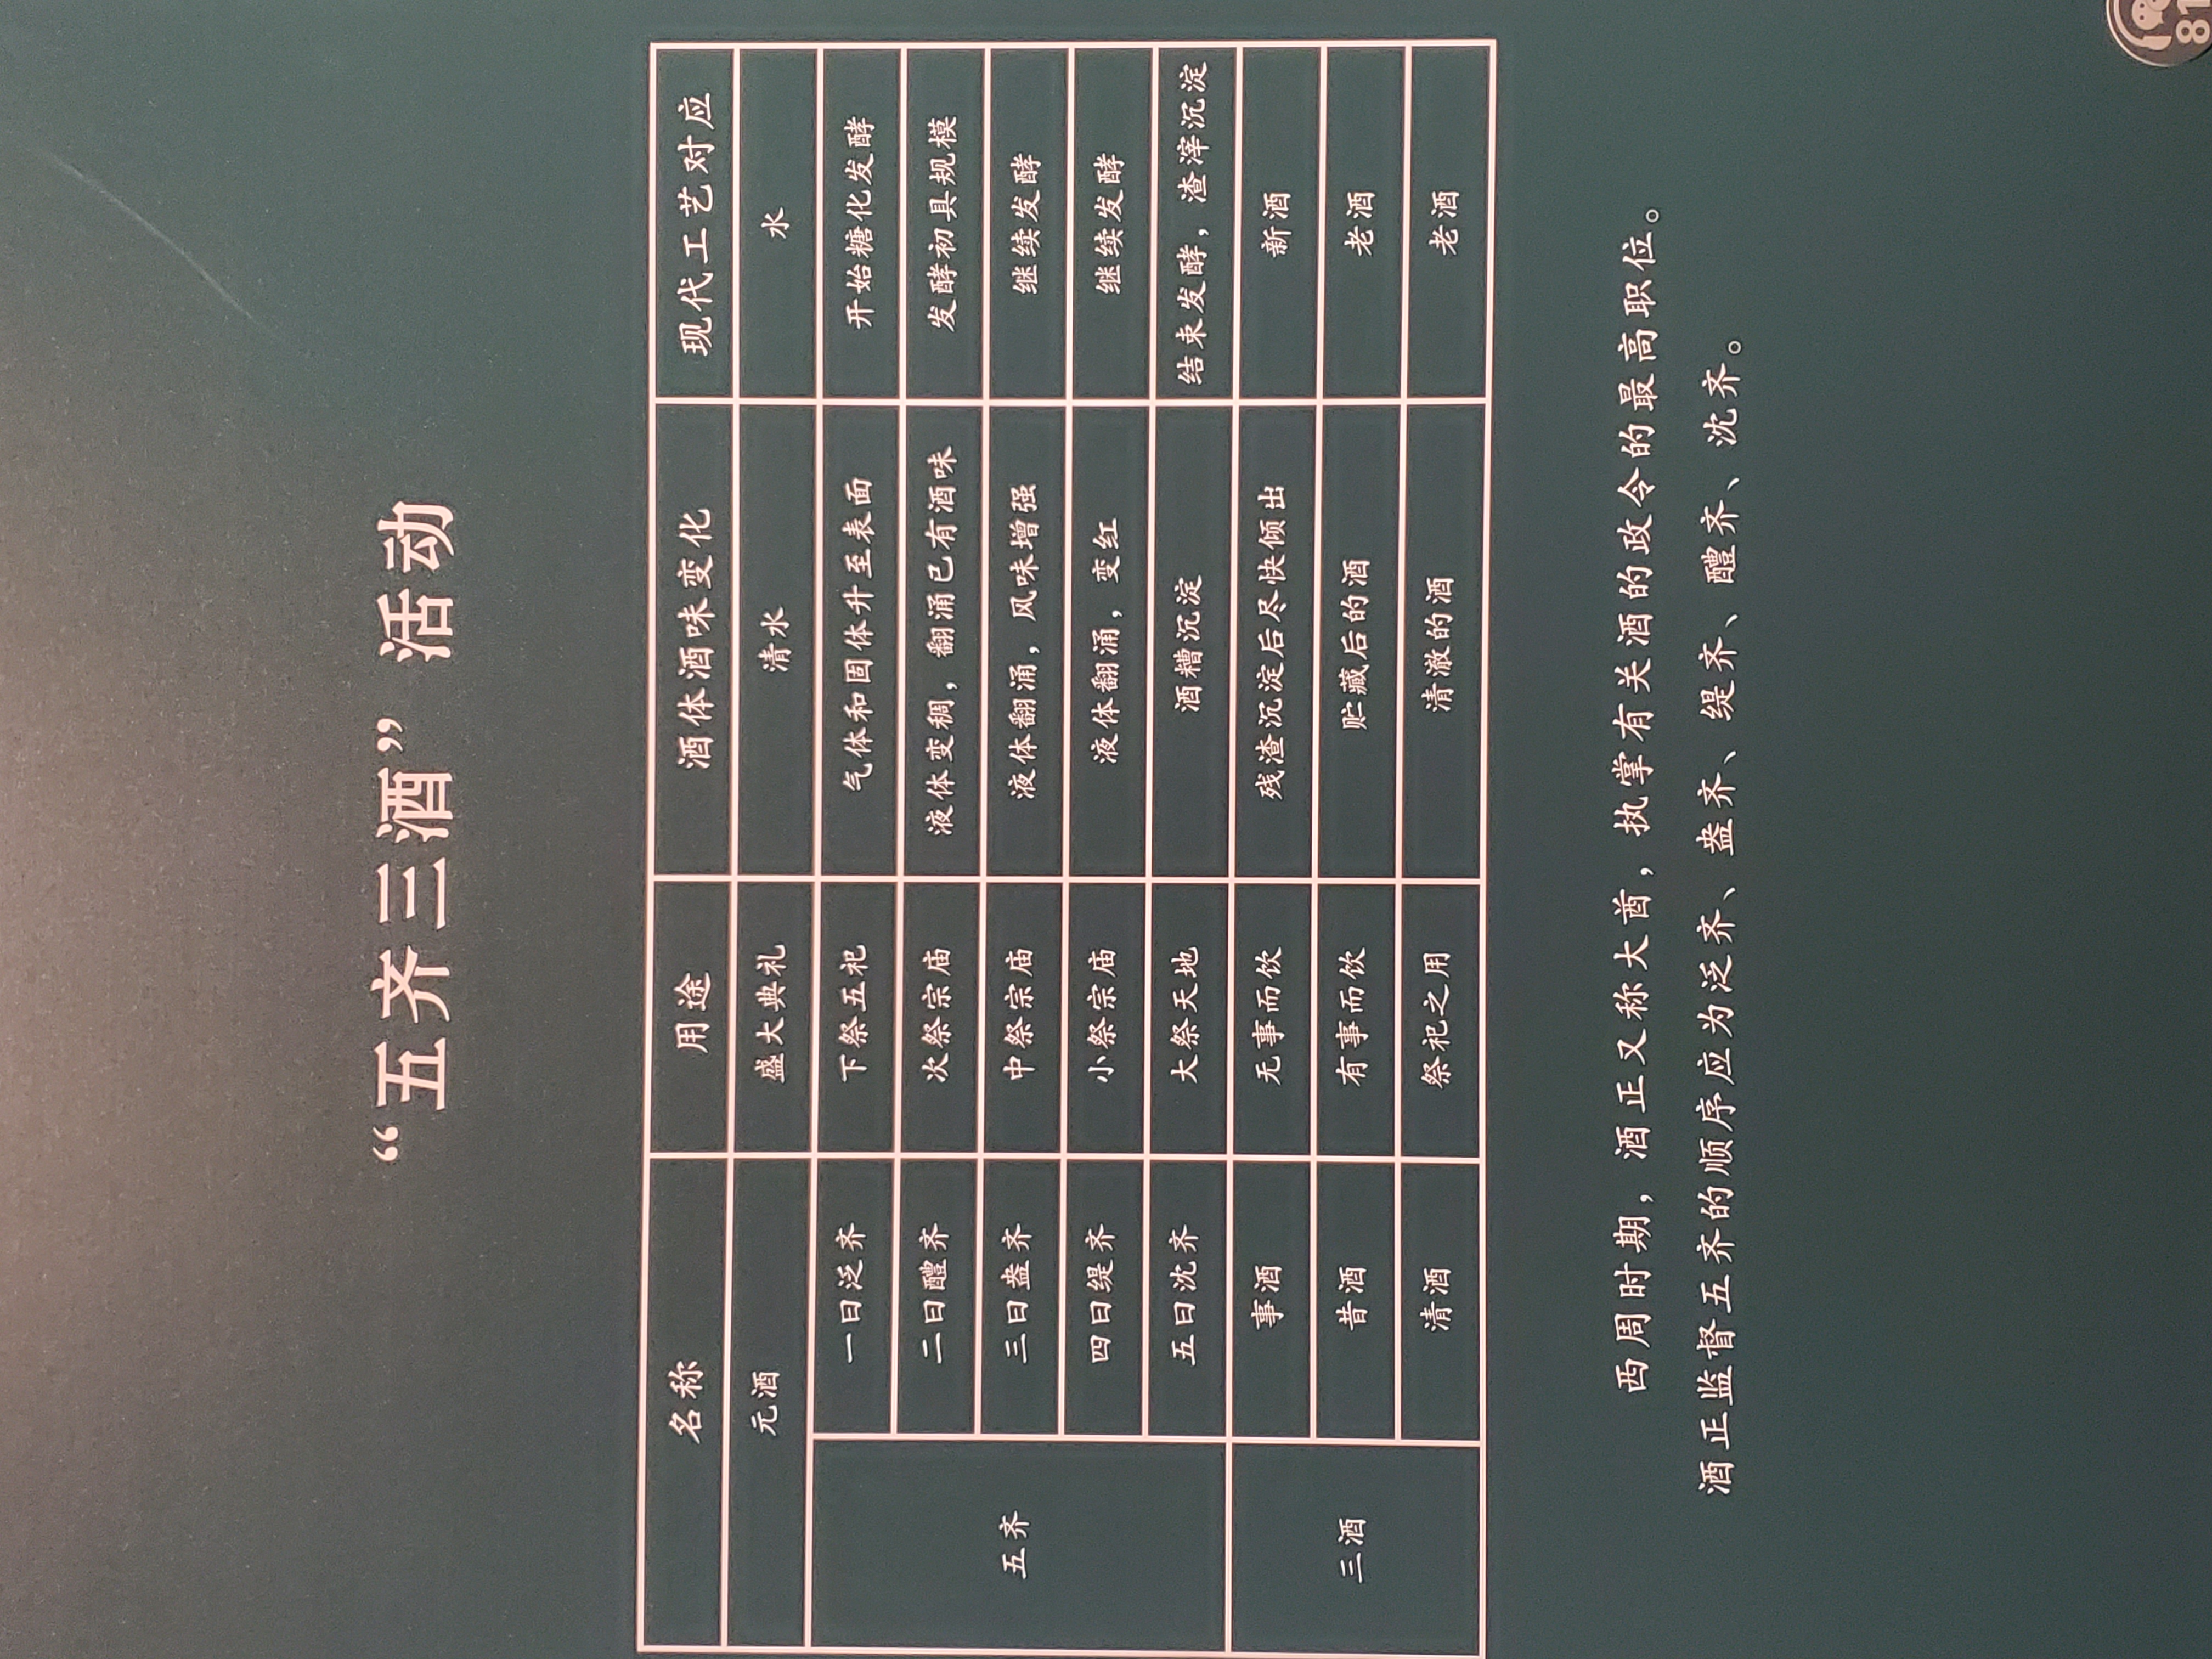 “五齐三酒”活动
名称 用途 酒体酒味变化 现代工艺对应
元酒 盛大典礼 清水 水
五齐
一曰泛齐 下祭五祀 气体和固体升至表面 开始糖化发酵
二曰醴齐 次祭宗庙 液体变稠，翻涌已有酒味 发酵初具规模
三曰盎齐 中祭宗庙 液体翻涌，风味增强 继续发酵
四曰缇齐 小祭宗庙 液体翻涌，变红 继续发酵
五曰沈齐 大祭天地 酒糟沉淀 结束发酵，渣滓沉淀
三酒
事酒 无事而饮 残渣沉淀后尽快倾出 新酒
昔酒 有事而饮 贮藏后的酒 老酒
清酒 祭祀之用 清澈的酒 老酒
西周时期，酒正又称大酋，执掌有关酒的政令的最高职位。
酒正监督五齐的顺序应为泛齐、盎齐、缇齐、醴齐、沈齐。
81